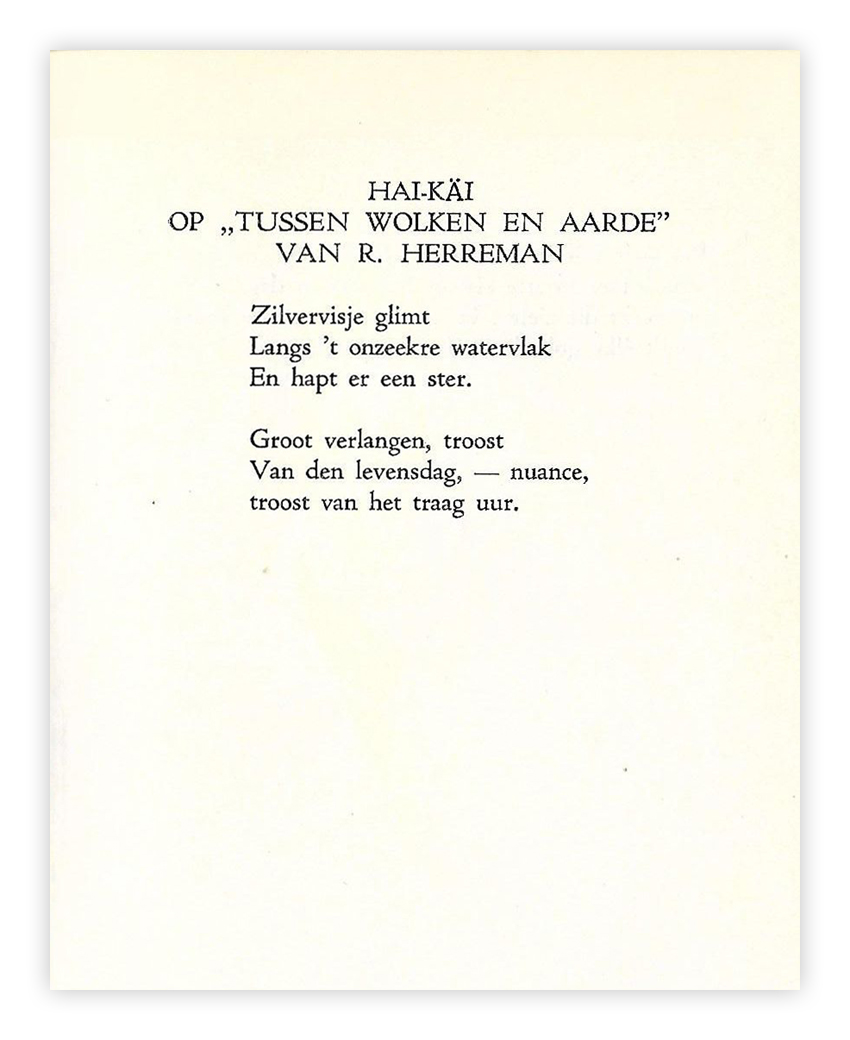 HAI-KÄI
OP „TUSSEN WOLKEN EN AARDE”
VAN R. HERREMAN
Zilvervisje glimt
Langs ’t onzeekre watervlak
En hapt er een ster.
Groot verlangen, troost
Van den levensdag, — nuance,
troost van het traag uur.